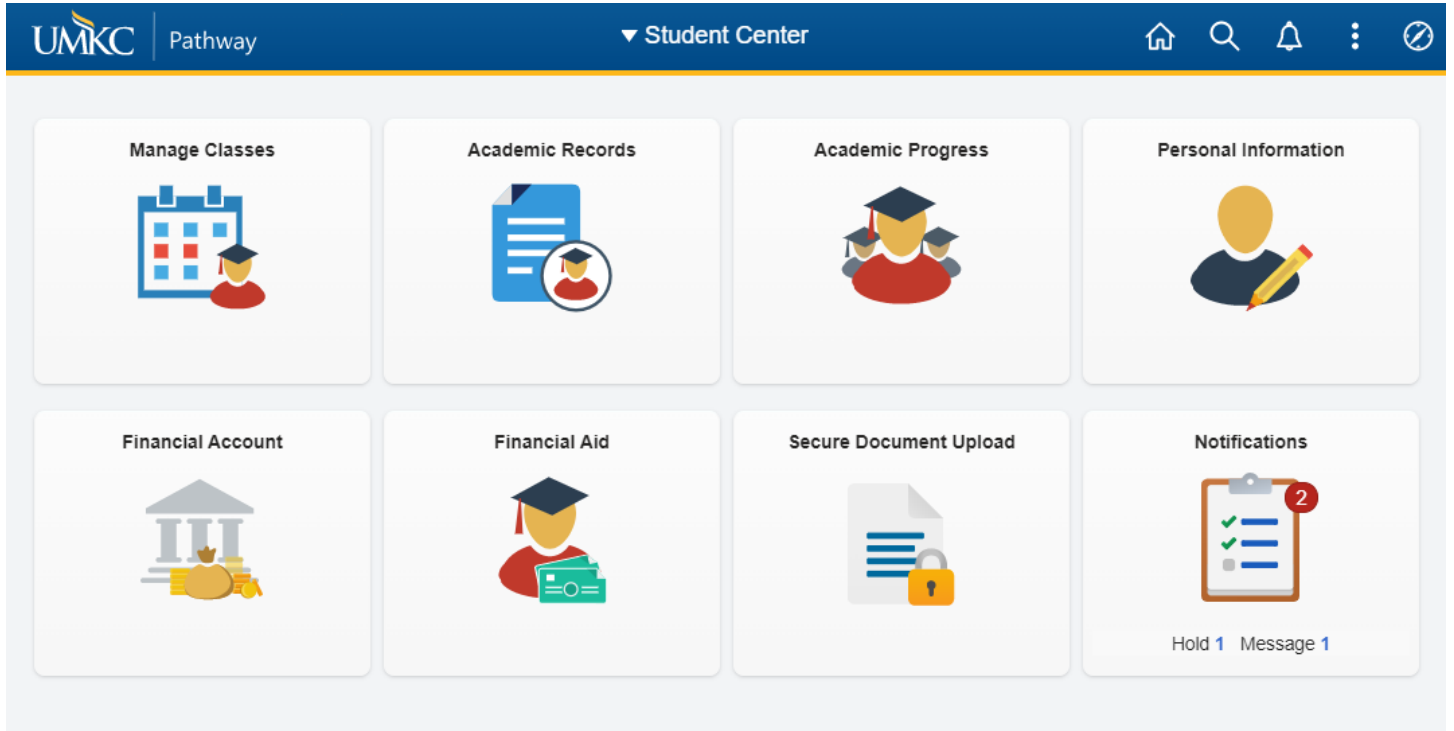 UMKC Pathway ▼ Student Center
Manage Classes
Academic Records
Academic Progress
Personal Information
Financial Account
Financial Aid
Secure Document Upload
Notifications
2
Hold 1 Message 1